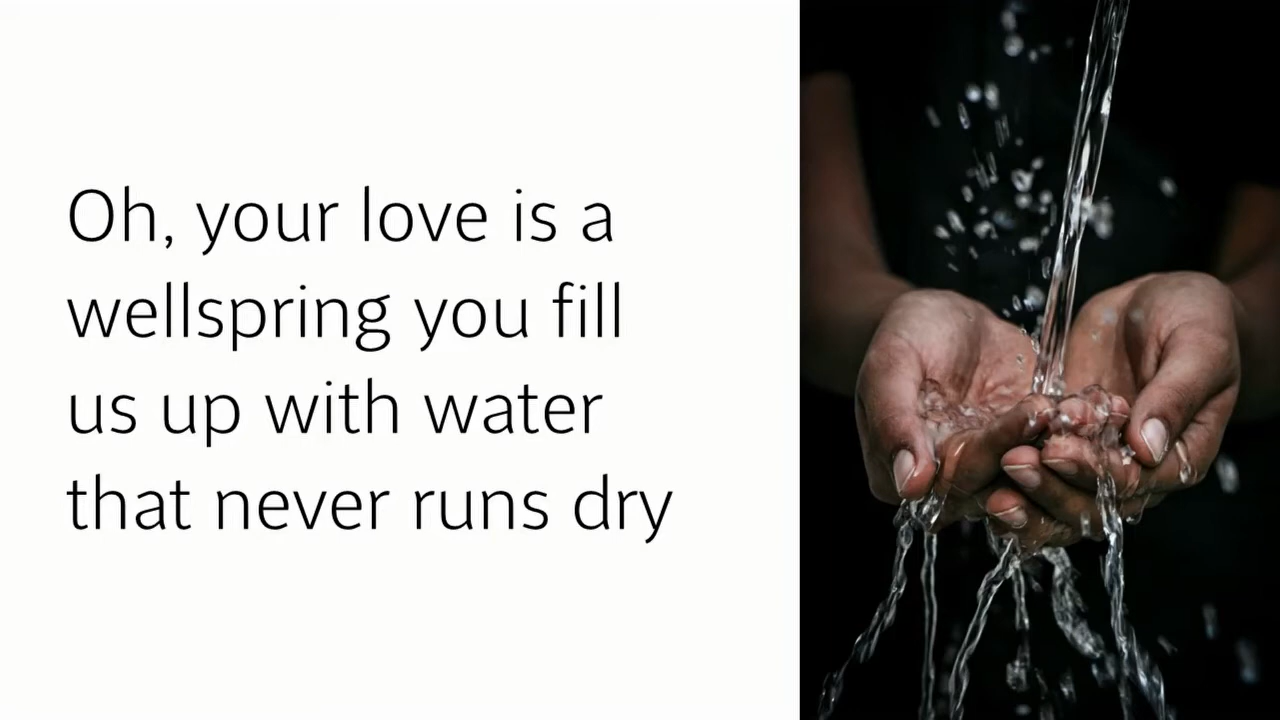 Oh, your love is a
wellspring you fill
us up with water
that never runs dry